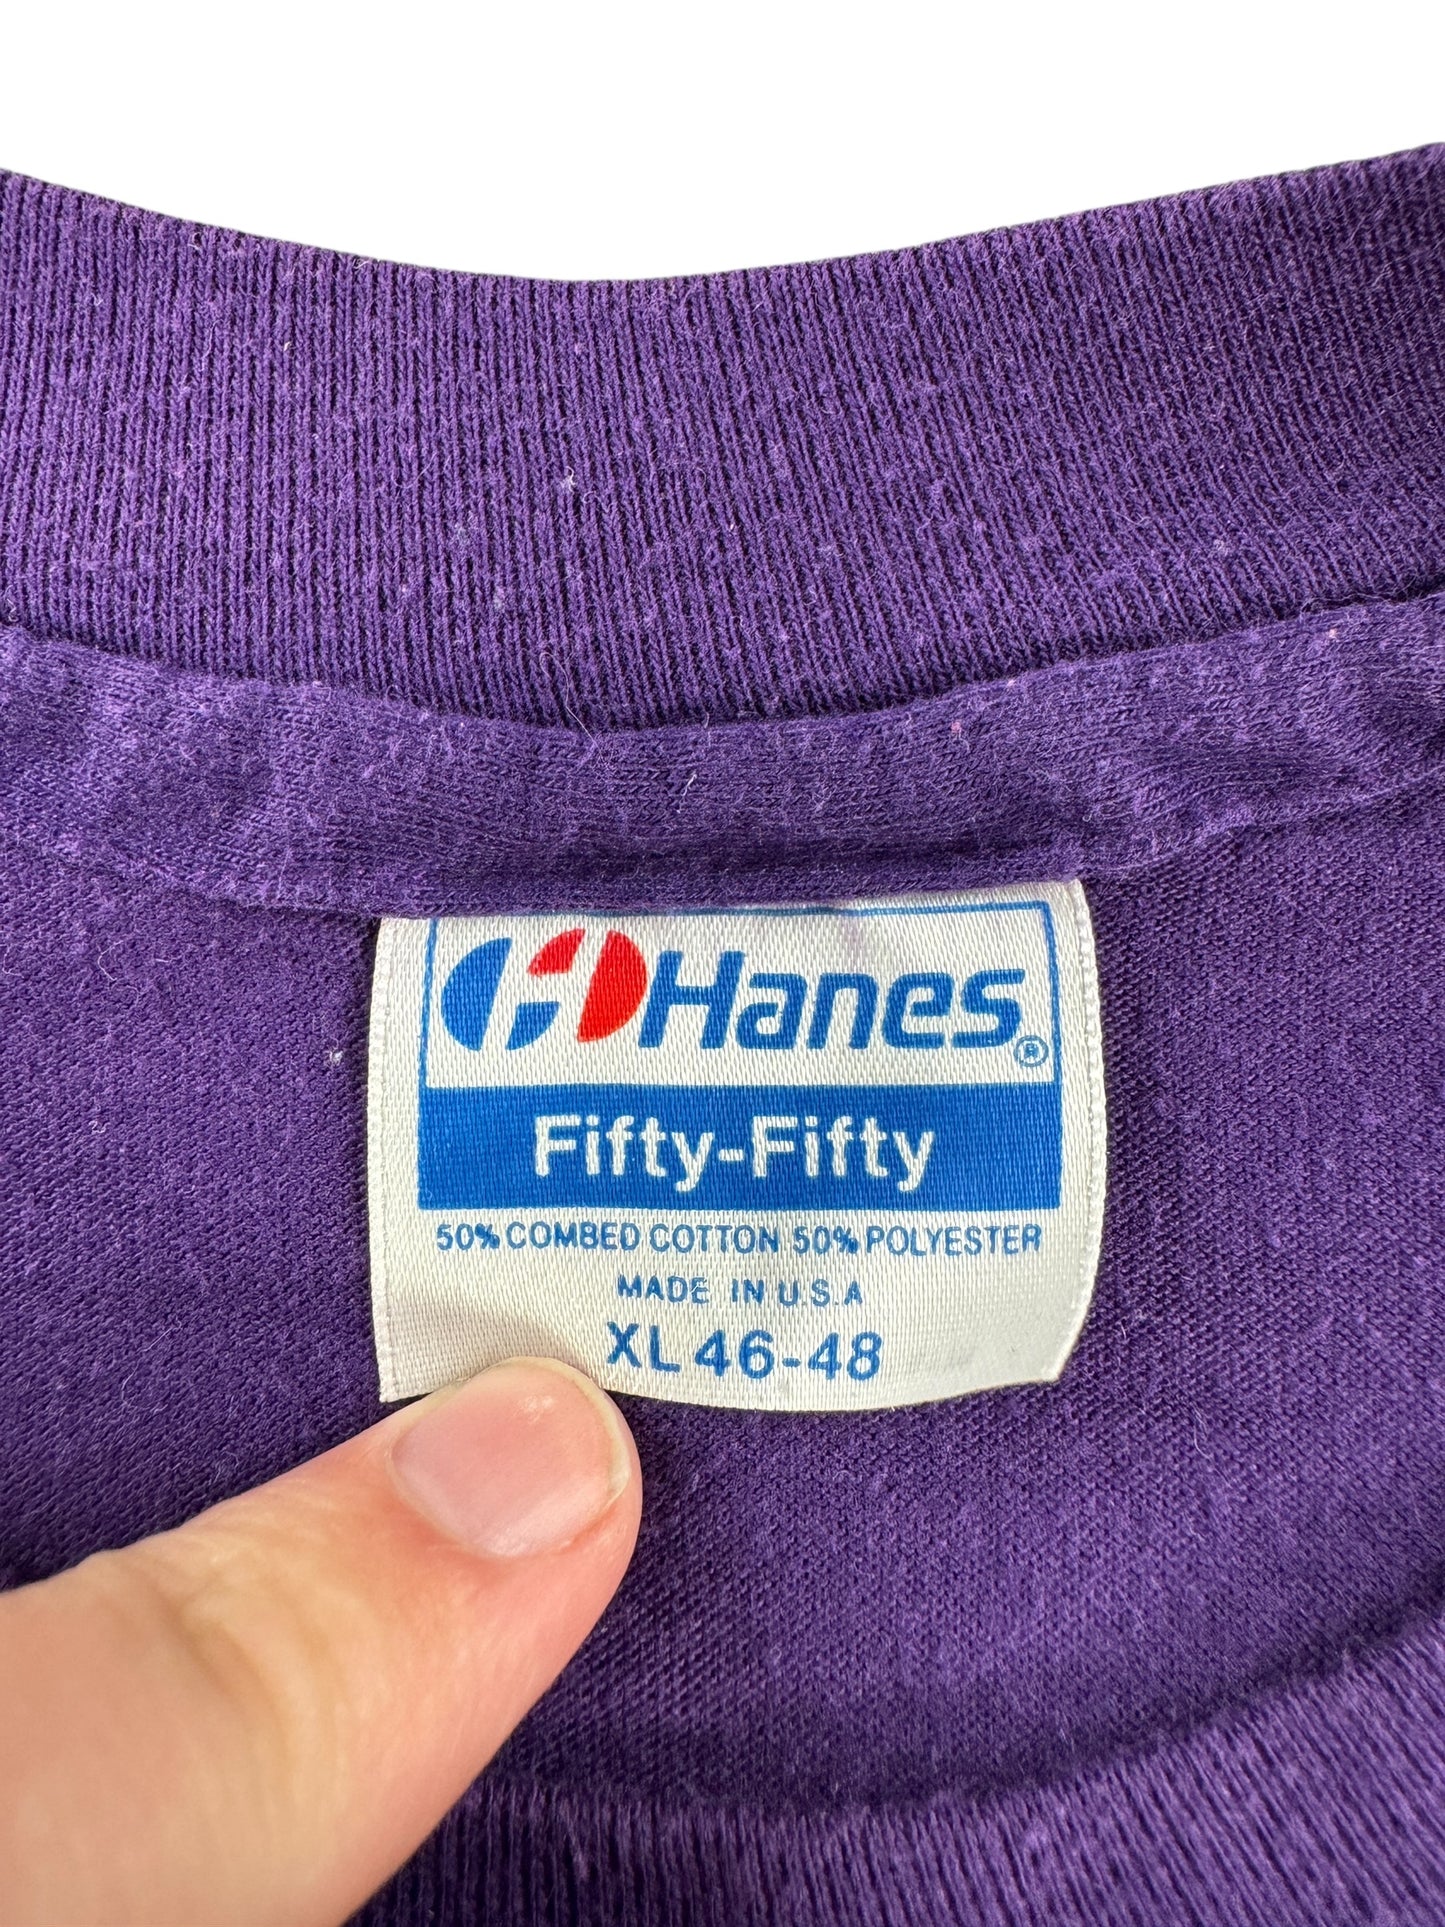 Hanes®
Fifty-Fifty
50% COMBED COTTON 50% POLYESTER
MADE IN U.S.A
XL 46-48